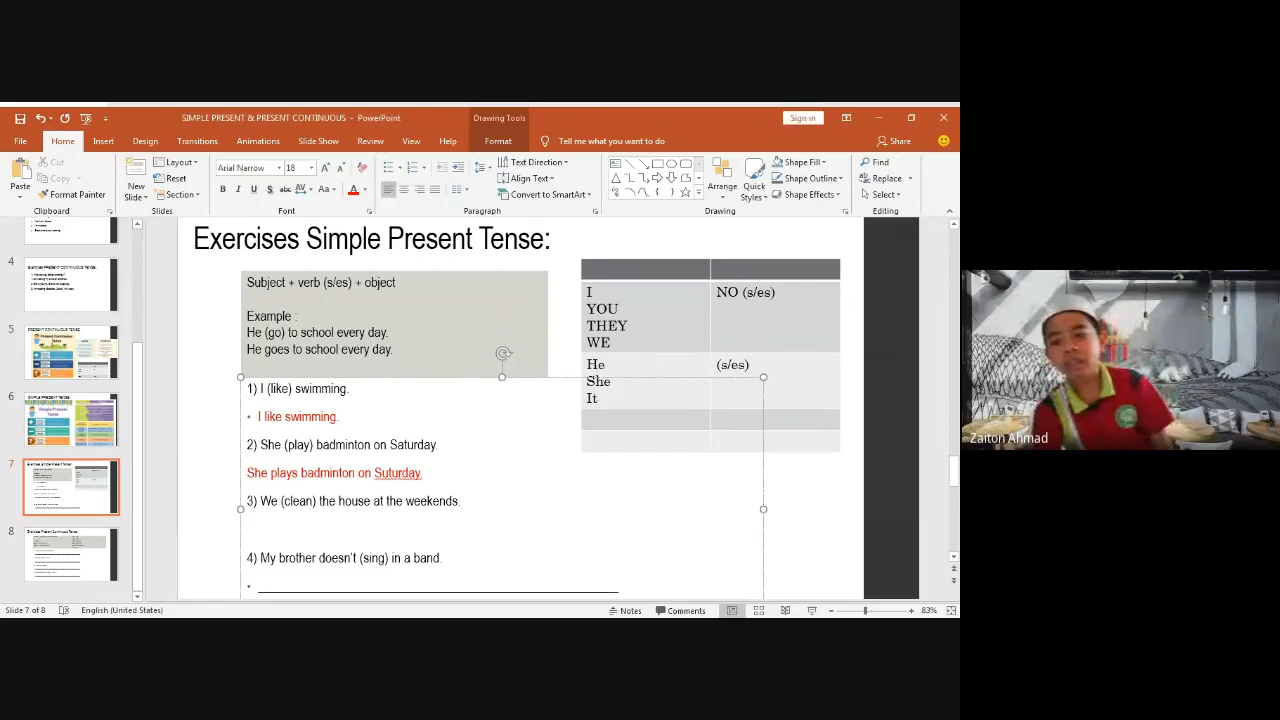 SIMPLE PRESENT & PRESENT CONTINUOUS - PowerPoint
Drawing Tools
Sign in
File
Home
Insert
Design
Transitions
Animations
Slide Show
Review
View
Help
Format
Tell me what you want to do
Share
Paste
Cut
Copy
Format Painter
Clipboard
New
Slide
Layout
Reset
Section
Slides
Arial Narrow
18
Font
Text Direction
Align Text
Convert to SmartArt
Paragraph
Arrange
Quick
Styles
Shape Fill
Shape Outline
Shape Effects
Drawing
Find
Replace
Select
Editing
4
5
6
7
8
Exercises Simple Present Tense:
Subject + verb (s/es) + object
Example :
He (go) to school every day.
He goes to school every day.
I
YOU
THEY
WE
NO (s/es)
He
She
It
(s/es)
1) I (like) swimming.
• I like swimming.
2) She (play) badminton on Saturday.
She plays badminton on Suturday.
3) We (clean) the house at the weekends.
4) My brother doesn't (sing) in a band.
Zaiton Ahmad
Slide 7 of 8
English (United States)
Notes
Comments
83%